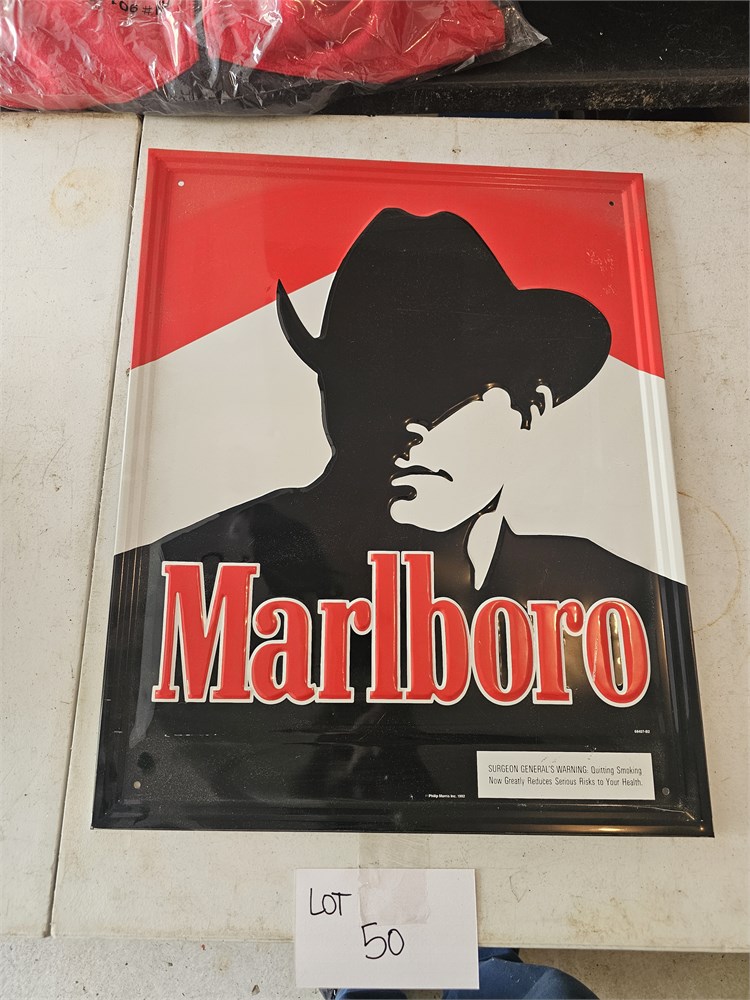 Marlboro
SURGEON GENERAL'S WARNING: Quitting Smoking
Now Greatly Reduces Serious Risks to Your Health.
LOT
50